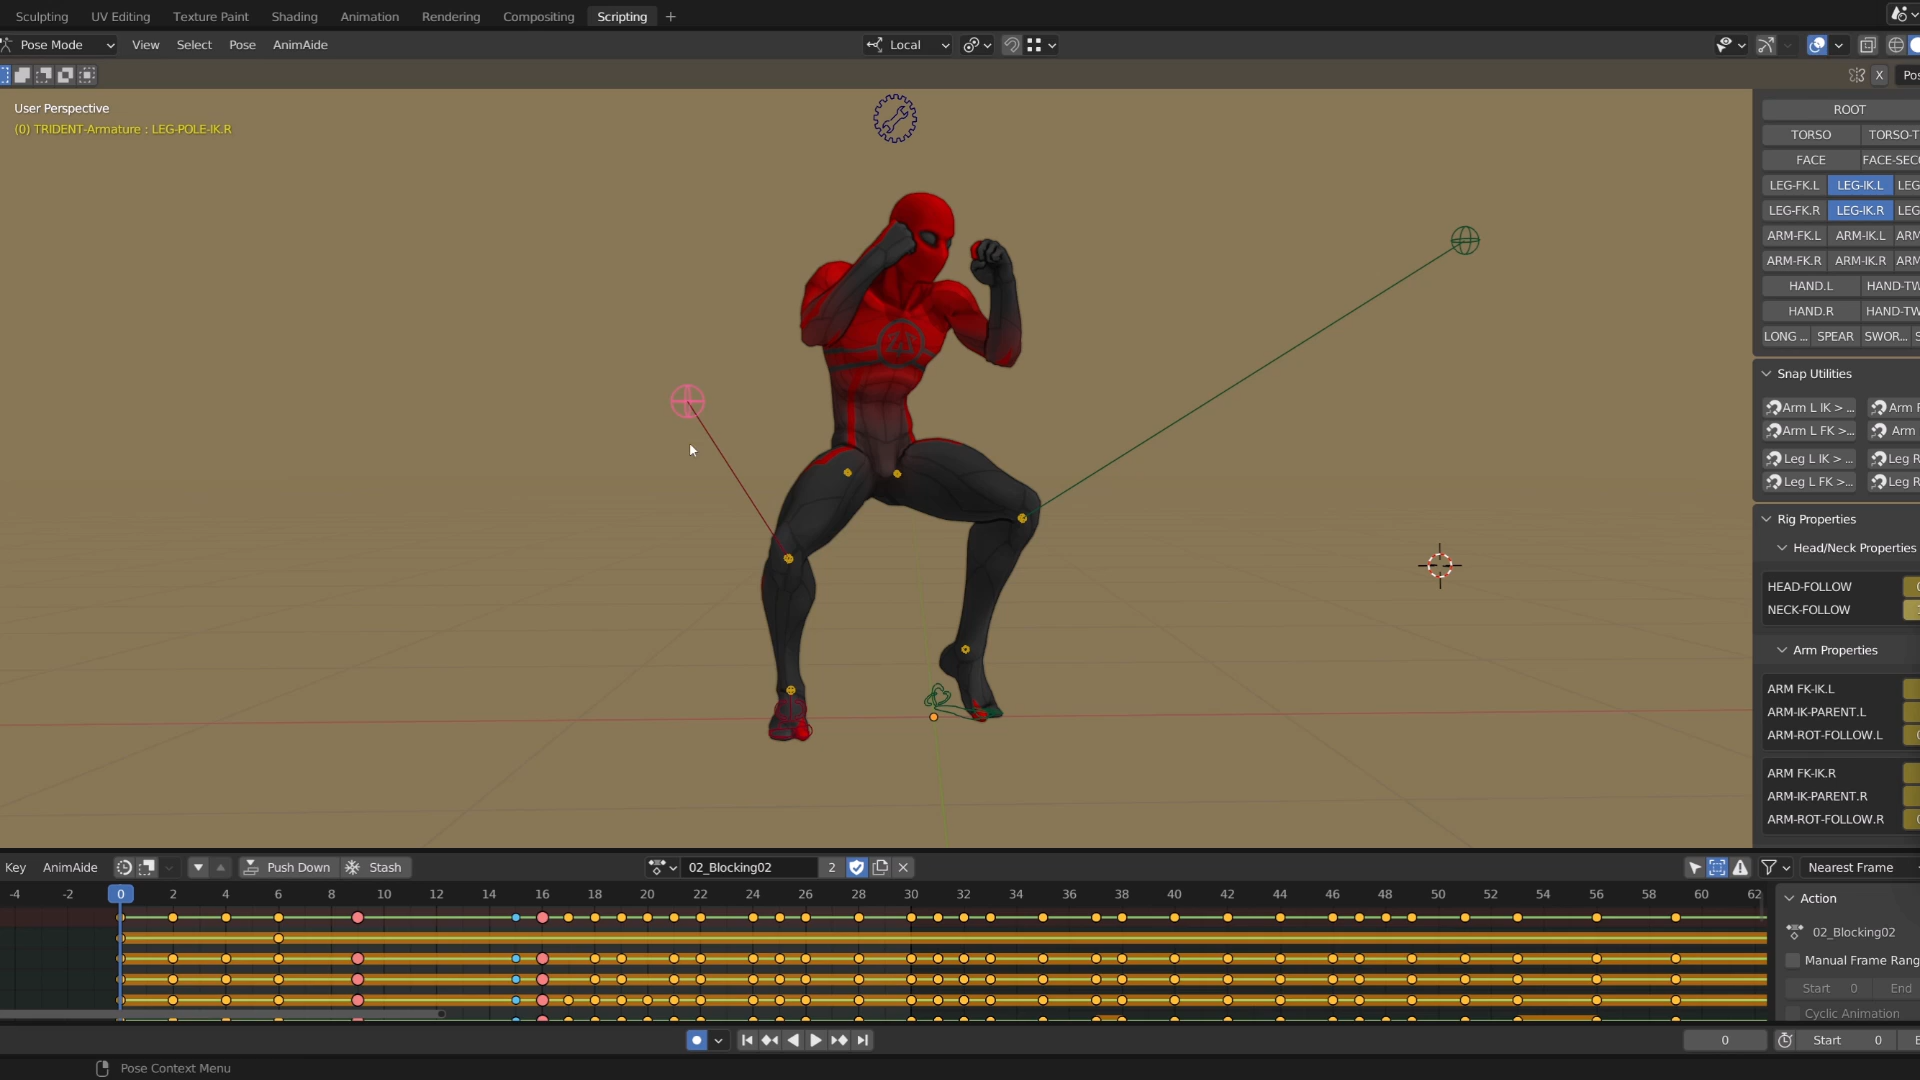 Sculpting UV Editing Texture Paint Shading Animation Rendering Compositing Scripting +
Pose Mode View Select Pose AnimAide Local
X Pos
User Perspective
(0) TRIDENT-Armature : LEG-POLE-IK.R
ROOT
TORSO TORSO-T
FACE FACE-SEC
LEG-FK.L LEG-IK.L LEG
LEG-FK.R LEG-IK.R LEG
ARM-FK.L ARM-IK.L ARM
ARM-FK.R ARM-IK.R ARM
HAND.L HAND-TW
HAND.R HAND-TW
LONG ... SPEAR SWOR... S
Snap Utilities
Arm L IK > ... Arm F
Arm L FK >... Arm
Leg L IK > ... Leg R
Leg L FK >... Leg R
Rig Properties
Head/Neck Properties
HEAD-FOLLOW
NECK-FOLLOW
Arm Properties
ARM FK-IK.L
ARM-IK-PARENT.L
ARM-ROT-FOLLOW.L
ARM FK-IK.R
ARM-IK-PARENT.R
ARM-ROT-FOLLOW.R
Key AnimAide Push Down Stash 02_Blocking02 2 Nearest Frame
-4 -2 0 2 4 6 8 10 12 14 16 18 20 22 24 26 28 30 32 34 36 38 40 42 44 46 48 50 52 54 56 58 60 62
Action
02_Blocking02
Manual Frame Rang
Start 0 End
Cyclic Animation
0 Start 0 E
Pose Context Menu